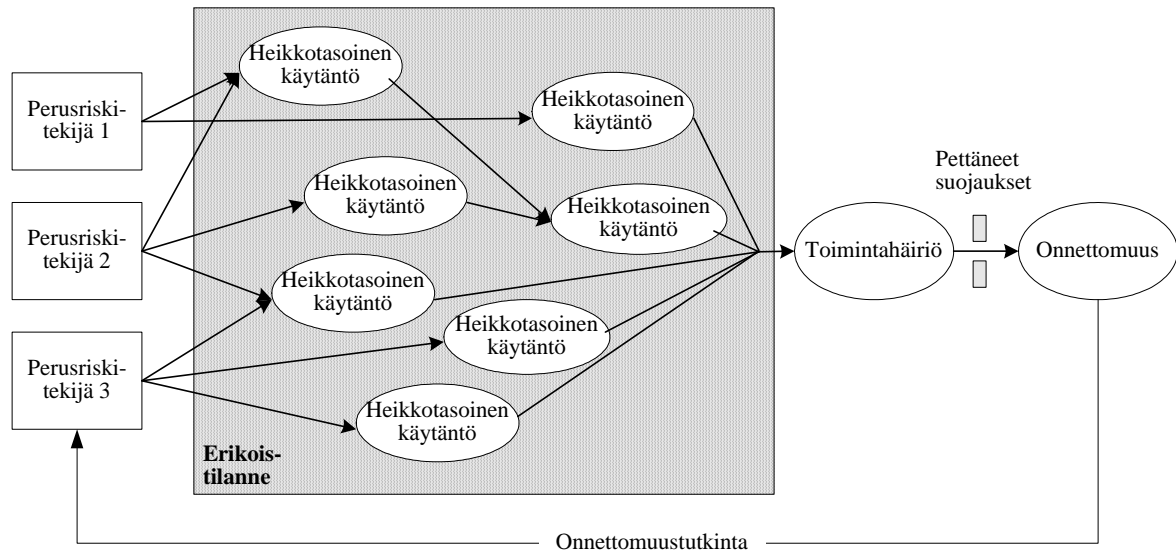 Heikkotasoinen
käytäntö
Perusriski-
tekijä 1
Heikkotasoinen
käytäntö
Pettäneet
suojaukset
Heikkotasoinen
käytäntö
Heikkotasoinen
käytäntö
Perusriski-
tekijä 2
Toimintahäiriö
Onnettomuus
Heikkotasoinen
käytäntö
Heikkotasoinen
käytäntö
Perusriski-
tekijä 3
Heikkotasoinen
käytäntö
Erikois-
tilanne
Onnettomuustutkinta